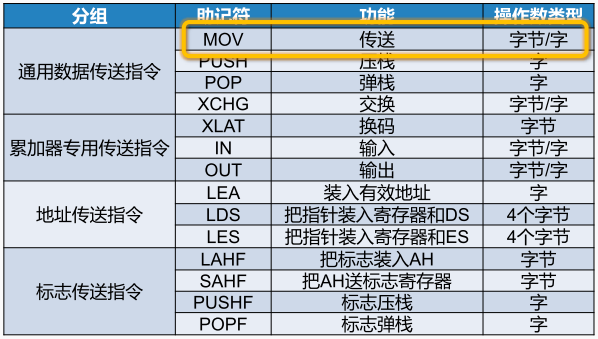 分组 助记符 功能 操作数类型
通用数据传送指令 MOV 传送 字节/字
PUSH 压栈 字
POP 弹栈 字
XCHG 交换 字节/字
累加器专用传送指令 XLAT 换码 字节
IN 输入 字节/字
OUT 输出 字节/字
地址传送指令 LEA 装入有效地址 字
LDS 把指针装入寄存器和DS 4个字节
LES 把指针装入寄存器和ES 4个字节
标志传送指令 LAHF 把标志装入AH 字节
SAHF 把AH送标志寄存器 字节
PUSHF 标志压栈 字
POPF 标志弹栈 字